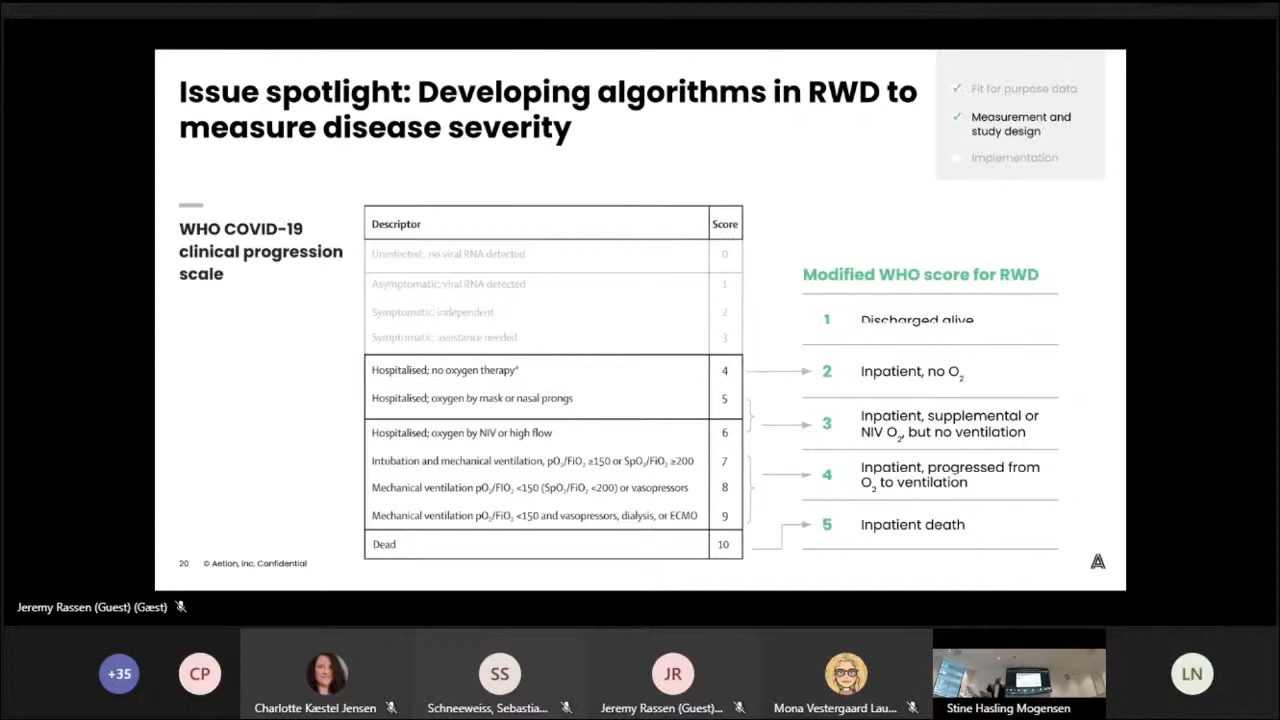 Issue spotlight: Developing algorithms in RWD to
measure disease severity
✓ Fit for purpose data
✓ Measurement and
study design
Implementation
WHO COVID-19
clinical progression
scale
Descriptor Score
Uninfected; no viral RNA detected 0
Asymptomatic; viral RNA detected 1
Symptomatic; independent 2
Symptomatic; assistance needed 3
Hospitalised; no oxygen therapy* 4
Hospitalised; oxygen by mask or nasal prongs 5
Hospitalised; oxygen by NIV or high flow 6
Intubation and mechanical ventilation, pO₂/FiO₂ ≥150 or SpO₂/FiO₂ ≥200 7
Mechanical ventilation pO₂/FIO₂ <150 (SpO₂/FiO₂ <200) or vasopressors 8
Mechanical ventilation pO₂/FiO₂ <150 and vasopressors, dialysis, or ECMO 9
Dead 10
Modified WHO score for RWD
1 Discharged alive
2 Inpatient, no O₂
3 Inpatient, supplemental or
NIV O₂, but no ventilation
4 Inpatient, progressed from
O₂ to ventilation
5 Inpatient death
20 © Aetion, Inc. Confidential
Jeremy Rassen (Guest) (Gæst)
+35
CP
Charlotte Kæstel Jensen
SS
Schneeweiss, Sebastia...
JR
Jeremy Rassen (Guest)...
Mona Vestergaard Lau...
Stine Hasling Mogensen
LN